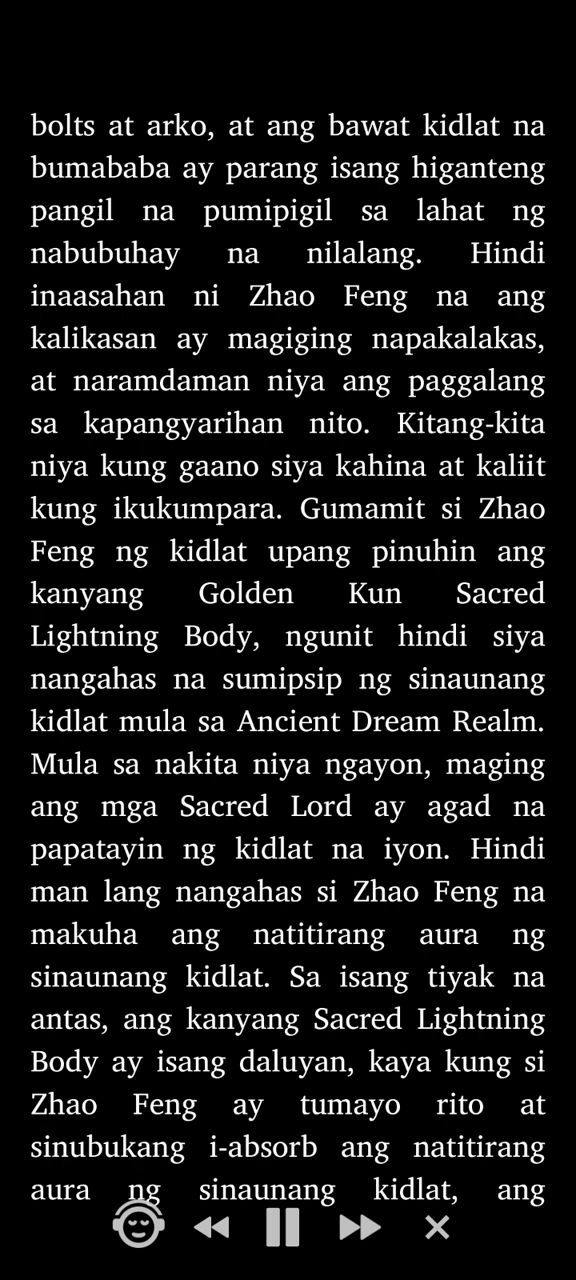 bolts at arko, at ang bawat kidlat na
bumababa ay parang isang higanteng
pangil na pumipigil sa lahat ng
nabubuhay na nilalang. Hindi
inaasahan ni Zhao Feng na ang
kalikasan ay magiging napakalakas,
at naramdaman niya ang paggalang
sa kapangyarihan nito. Kitang-kita
niya kung gaano siya kahina at kaliit
kung ikukumpara. Gumamit si Zhao
Feng ng kidlat upang pinuhin ang
kanyang Golden Kun Sacred
Lightning Body, ngunit hindi siya
nangahas na sumipsip ng sinaunang
kidlat mula sa Ancient Dream Realm.
Mula sa nakita niya ngayon, maging
ang mga Sacred Lord ay agad na
papatayin ng kidlat na iyon. Hindi
man lang nangahas si Zhao Feng na
makuha ang natitirang aura ng
sinaunang kidlat. Sa isang tiyak na
antas, ang kanyang Sacred Lightning
Body ay isang daluyan, kaya kung si
Zhao Feng ay tumayo rito at
sinubukang i-absorb ang natitirang
aura ng sinaunang kidlat, ang